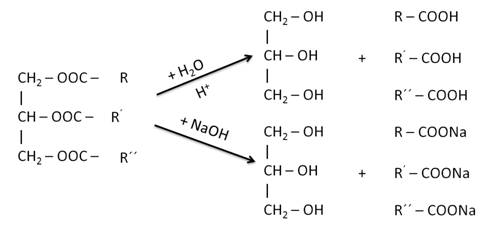 CH₂ – OH R – COOH
|
CH – OH + R´ – COOH
|
CH₂ – OH R´´ – COOH
+ H₂O
H⁺
CH₂ – OOC – R
|
CH – OOC – R´
|
CH₂ – OOC – R´´
+ NaOH
CH₂ – OH R – COONa
|
CH – OH + R´ – COONa
|
CH₂ – OH R´´ – COONa